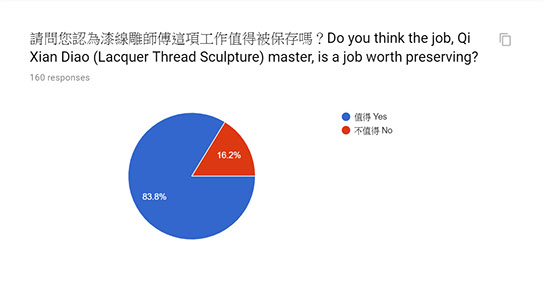 請問您認為漆線雕師傅這項工作值得被保存嗎？Do you think the job, Qi
Xian Diao (Lacquer Thread Sculpture) master, is a job worth preserving?
160 responses
值得 Yes
不值得 No
16.2%
83.8%